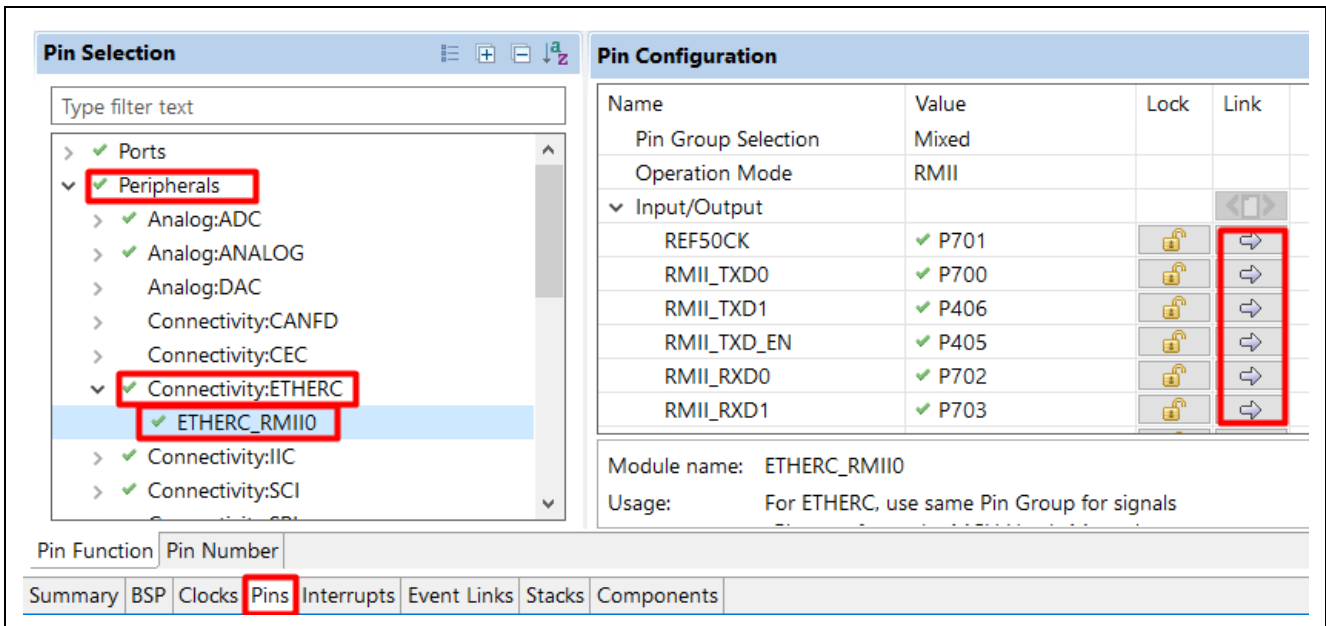 Pin Selection
Type filter text
Ports
Peripherals
Analog:ADC
Analog:ANALOG
Analog:DAC
Connectivity:CANFD
Connectivity:CEC
Connectivity:ETHERC
ETHERC_RMII0
Connectivity:IIC
Connectivity:SCI
Pin Configuration
Name Value Lock Link
Pin Group Selection Mixed
Operation Mode RMII
Input/Output
REF50CK P701
RMII_TXD0 P700
RMII_TXD1 P406
RMII_TXD_EN P405
RMII_RXD0 P702
RMII_RXD1 P703
Module name: ETHERC_RMII0
Usage: For ETHERC, use same Pin Group for signals
Pin Function Pin Number
Summary BSP Clocks Pins Interrupts Event Links Stacks Components